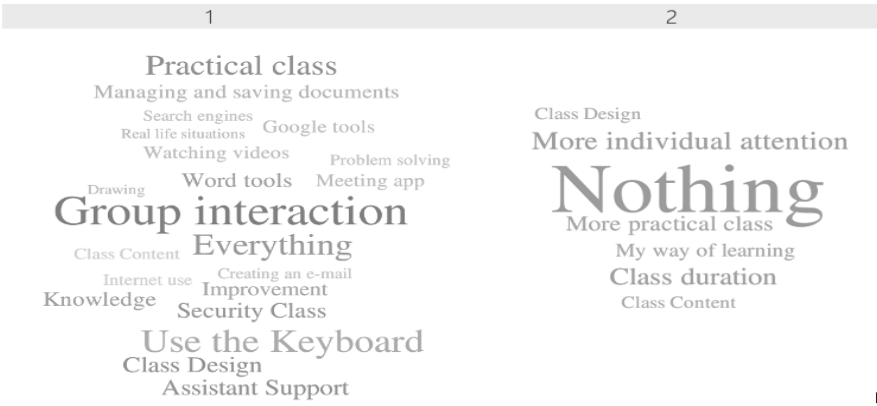 1
2
Practical class
Managing and saving documents
Search engines
Real life situations
Google tools
Watching videos
Problem solving
Word tools
Meeting app
Drawing
Group interaction
Class Content
Everything
Internet use
Creating an e-mail
Knowledge
Improvement
Security Class
Use the Keyboard
Class Design
Assistant Support
Class Design
More individual attention
Nothing
More practical class
My way of learning
Class duration
Class Content